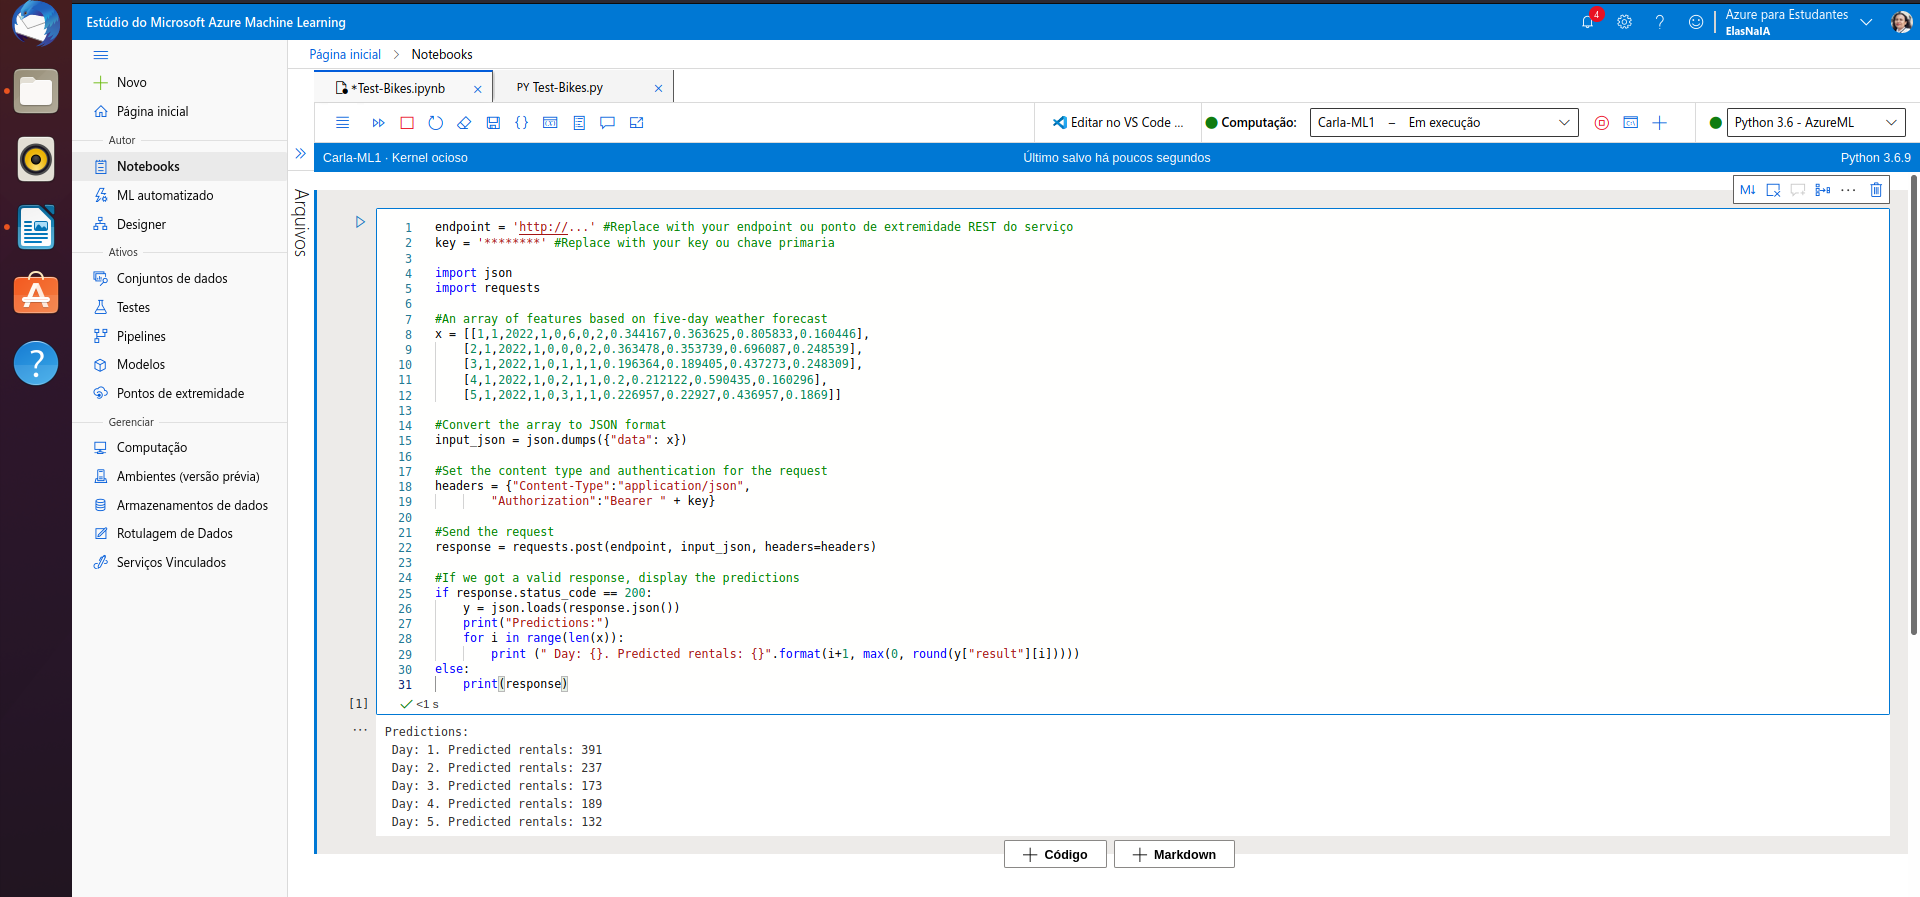 Estúdio do Microsoft Azure Machine Learning
4
Azure para Estudantes
ElasNaIA
Novo
Página inicial
Autor
Notebooks
ML automatizado
Designer
Ativos
Conjuntos de dados
Testes
Pipelines
Modelos
Pontos de extremidade
Gerenciar
Computação
Ambientes (versão prévia)
Armazenamentos de dados
Rotulagem de Dados
Serviços Vinculados
Página inicial > Notebooks
*Test-Bikes.ipynb
PY Test-Bikes.py
Editar no VS Code ...
Computação:
Carla-ML1 – Em execução
Python 3.6 - AzureML
Carla-ML1 · Kernel ocioso
Último salvo há poucos segundos
Python 3.6.9
Arquivos
M↓
1 endpoint = 'http://...' #Replace with your endpoint ou ponto de extremidade REST do serviço
2 key = '********' #Replace with your key ou chave primaria
3
4 import json
5 import requests
6
7 #An array of features based on five-day weather forecast
8 x = [[1,1,2022,1,0,6,0,2,0.344167,0.363625,0.805833,0.160446],
9     [2,1,2022,1,0,0,0,2,0.363478,0.353739,0.696087,0.248539],
10     [3,1,2022,1,0,1,1,1,0.196364,0.189405,0.437273,0.248309],
11     [4,1,2022,1,0,2,1,1,0.2,0.212122,0.590435,0.160296],
12     [5,1,2022,1,0,3,1,1,0.226957,0.22927,0.436957,0.1869]]
13
14 #Convert the array to JSON format
15 input_json = json.dumps({"data": x})
16
17 #Set the content type and authentication for the request
18 headers = {"Content-Type":"application/json",
19         "Authorization":"Bearer " + key}
20
21 #Send the request
22 response = requests.post(endpoint, input_json, headers=headers)
23
24 #If we got a valid response, display the predictions
25 if response.status_code == 200:
26     y = json.loads(response.json())
27     print("Predictions:")
28     for i in range(len(x)):
29         print (" Day: {}. Predicted rentals: {}".format(i+1, max(0, round(y["result"][i]))))
30 else:
31     print(response)
[1]
<1 s
Predictions:
Day: 1. Predicted rentals: 391
Day: 2. Predicted rentals: 237
Day: 3. Predicted rentals: 173
Day: 4. Predicted rentals: 189
Day: 5. Predicted rentals: 132
Código
Markdown